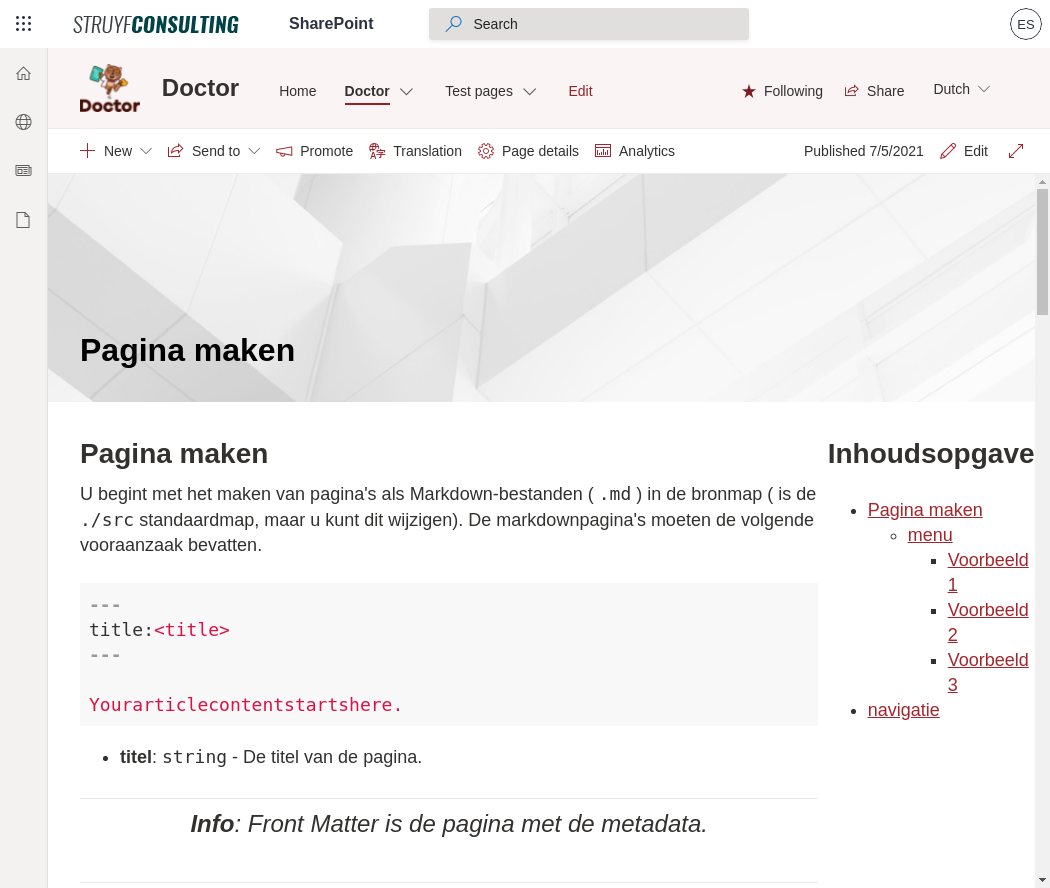 STRUYFCONSULTING
SharePoint
Search
ES
Doctor
Doctor
Home
Doctor
Test pages
Edit
Following
Share
Dutch
New
Send to
Promote
Translation
Page details
Analytics
Published 7/5/2021
Edit
Pagina maken
Pagina maken
U begint met het maken van pagina's als Markdown-bestanden ( .md ) in de bronmap ( is de
./src standaardmap, maar u kunt dit wijzigen). De markdownpagina's moeten de volgende
vooraanzaak bevatten.
---
title:<title>
---
Yourarticlecontentstartshere.
titel: string - De titel van de pagina.
Info: Front Matter is de pagina met de metadata.
Inhoudsopgave
Pagina maken
menu
Voorbeeld
1
Voorbeeld
2
Voorbeeld
3
navigatie